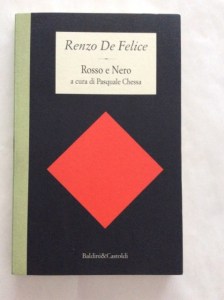 Renzo De Felice
Rosso e Nero
a cura di Pasquale Chessa
Baldini&Castoldi